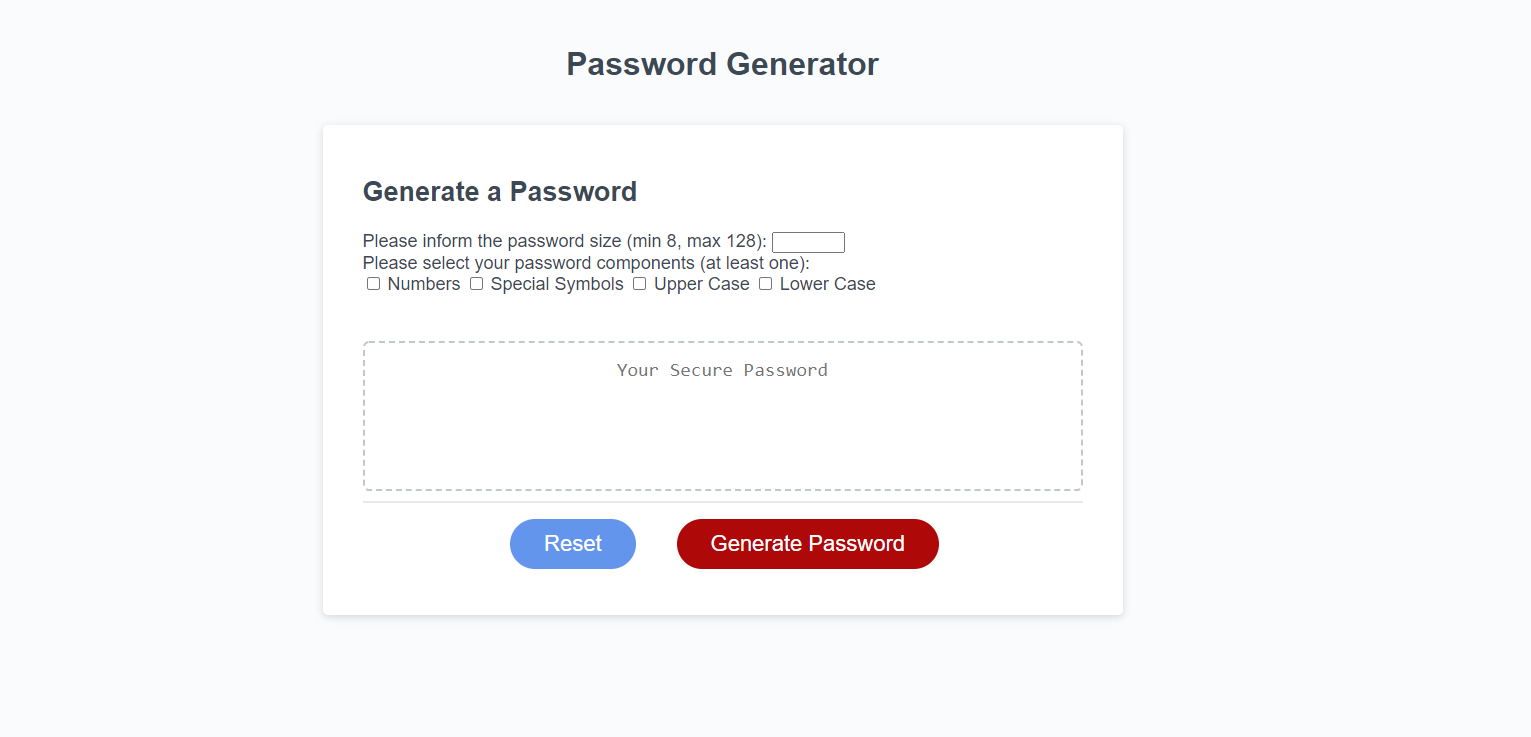 Password Generator
Generate a Password
Please inform the password size (min 8, max 128):
Please select your password components (at least one):
Numbers Special Symbols Upper Case Lower Case
Your Secure Password
Reset Generate Password